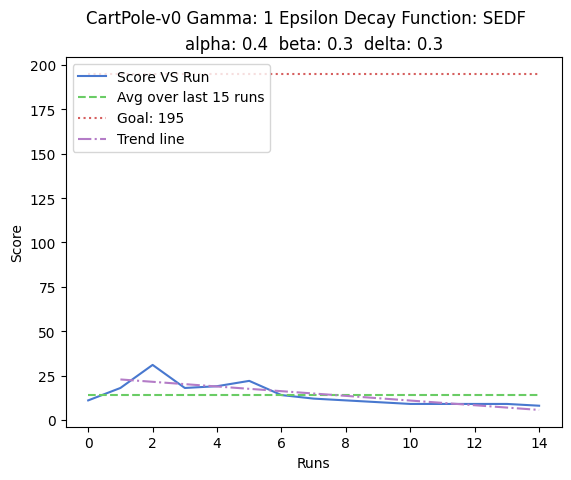 CartPole-v0 Gamma: 1 Epsilon Decay Function: SEDF
alpha: 0.4 beta: 0.3 delta: 0.3
Score VS Run
Avg over last 15 runs
Goal: 195
Trend line
200
175
150
125
100
75
50
25
0
Score
0 2 4 6 8 10 12 14
Runs